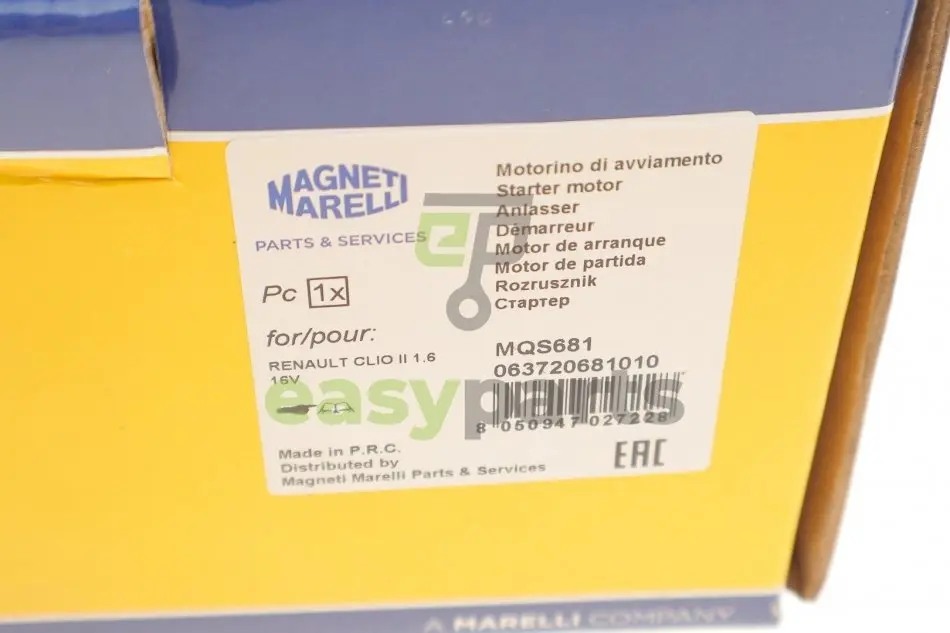 MAGNETI
MARELLI
PARTS & SERVICES
Pc 1x
for/pour:
RENAULT CLIO II 1.6
16V
Motorino di avviamento
Starter motor
Anlasser
Démarreur
Motor de arranque
Motor de partida
Rozrusznik
Стартер
MQS681
063720681010
8 050947 027228
EAC
Made in P.R.C.
Distributed by
Magneti Marelli Parts & Services
ep
easyparts
A MARELLI COMPANY